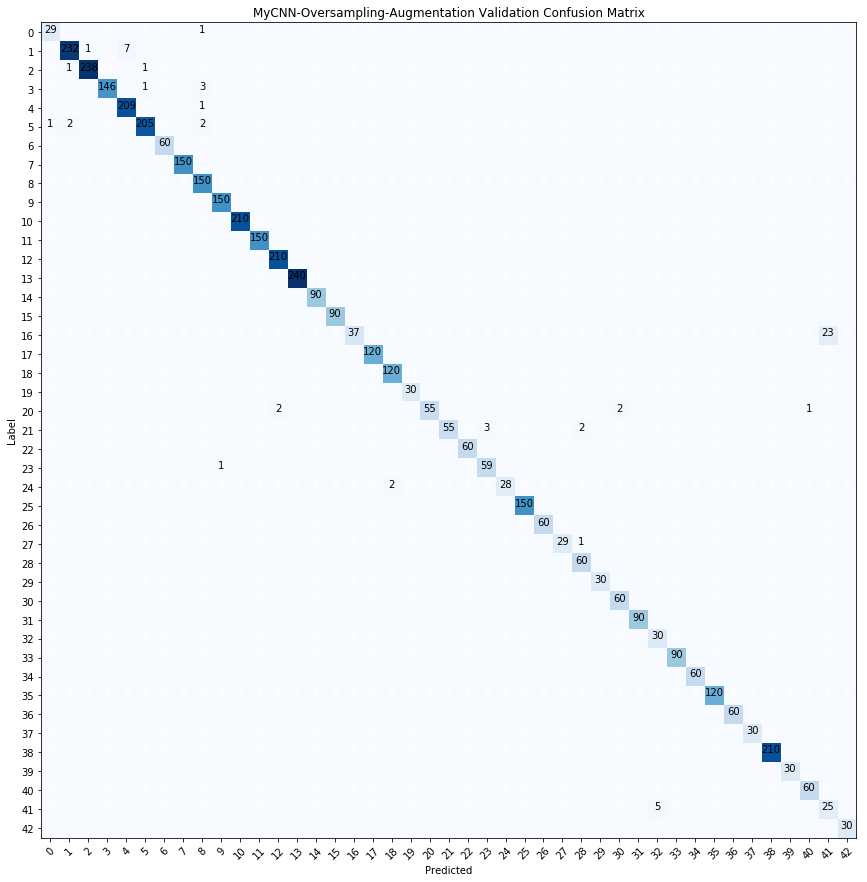 MyCNN-Oversampling-Augmentation Validation Confusion Matrix
0 29 1
1 232 1 7
2 1 238 1
3 146 1 3
4 209 1
5 1 2 205 2
6 60
7 150
8 150
9 150
10 210
11 150
12 210
13 240
14 90
15 90
16 37 23
17 120
18 120
19 30
20 2 55 2 1
21 55 3 2
22 60
23 1 59
24 2 28
25 150
26 60
27 29 1
28 60
29 30
30 60
31 90
32 30
33 90
34 60
35 120
36 60
37 30
38 210
39 30
40 60
41 5 25
42 30
Label
0 1 2 3 4 5 6 7 8 9 10 11 12 13 14 15 16 17 18 19 20 21 22 23 24 25 26 27 28 29 30 31 32 33 34 35 36 37 38 39 40 41 42
Predicted